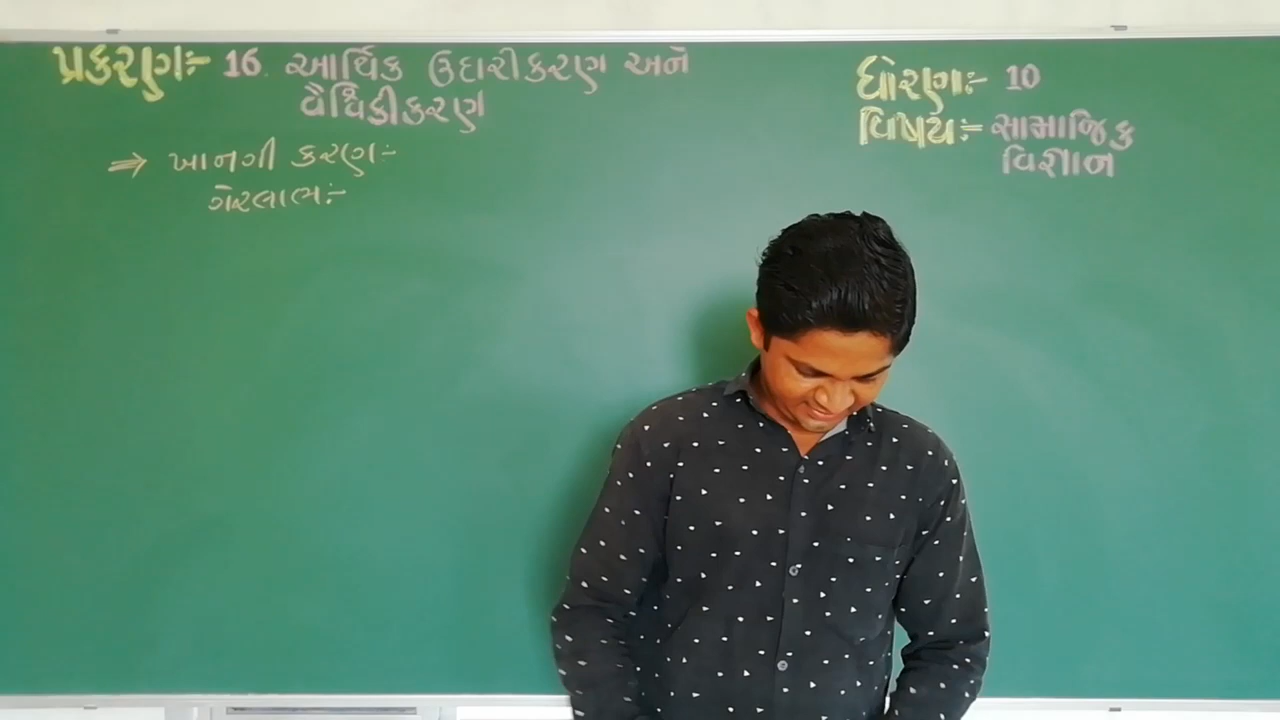 પ્રકરણઃ- 16. આર્થિક ઉદારીકરણ અને
વૈશ્વિકીકરણ
⇒ ખાનગી કરણઃ-
ગેરલાભઃ-
ધોરણઃ- 10
વિષયઃ- સામાજિક
વિજ્ઞાન